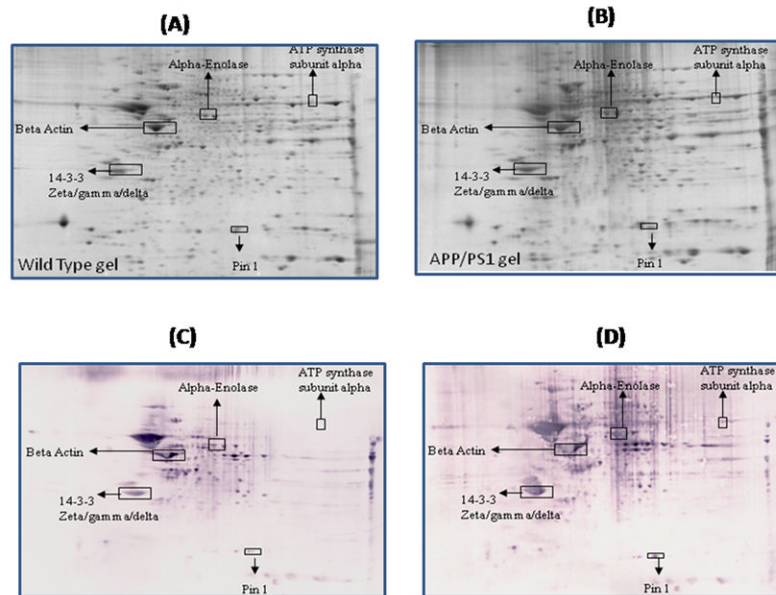 (A)
ATP synthase
subunit alpha
Alpha-Enolase
Beta Actin
14-3-3
Zeta/gamma/delta
Wild Type gel
Pin 1
(B)
ATP synthase
subunit alpha
Alpha-Enolase
Beta Actin
14-3-3
Zeta/gamma/delta
APP/PS1 gel
Pin 1
(C)
ATP synthase
subunit alpha
Alpha-Enolase
Beta Actin
14-3-3
Zeta/gamma/delta
Pin 1
(D)
ATP synthase
subunit alpha
Alpha-Enolase
Beta Actin
14-3-3
Zeta/gamma/delta
Pin 1